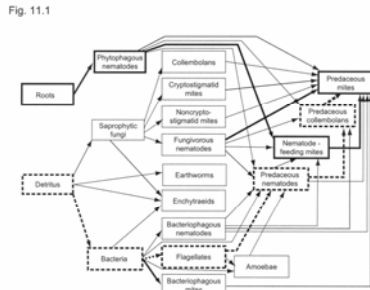 Fig. 11.1
Phytophagous
nematodes
Roots
Saprophytic
fungi
Detritus
Bacteria
Collembolans
Cryptostigmatid
mites
Noncrypto-
stigmatid mites
Fungivorous
nematodes
Earthworms
Enchytraeids
Bacteriophagous
nematodes
Flagellates
Bacteriophagous
mites
Amoebae
Predaceous
mites
Predaceous
collembolans
Nematode -
feeding mites
Predaceous
nematodes